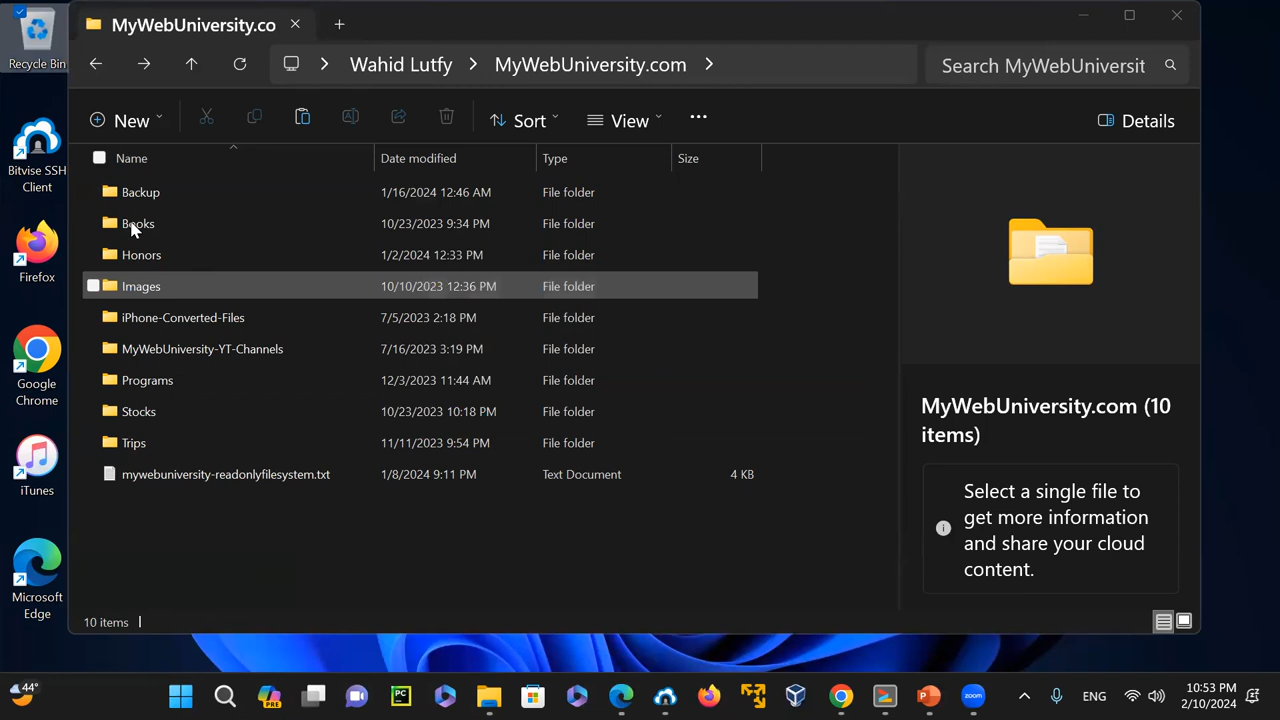 Recycle Bin
Bitvise SSH
Client
Firefox
Google
Chrome
iTunes
Microsoft
Edge
MyWebUniversity.co
Wahid Lutfy
MyWebUniversity.com
Search MyWebUniversit
New
Sort
View
Details
Name
Date modified
Type
Size
Backup 1/16/2024 12:46 AM File folder
Books 10/23/2023 9:34 PM File folder
Honors 1/2/2024 12:33 PM File folder
Images 10/10/2023 12:36 PM File folder
iPhone-Converted-Files 7/5/2023 2:18 PM File folder
MyWebUniversity-YT-Channels 7/16/2023 3:19 PM File folder
Programs 12/3/2023 11:44 AM File folder
Stocks 10/23/2023 10:18 PM File folder
Trips 11/11/2023 9:54 PM File folder
mywebuniversity-readonlyfilesystem.txt 1/8/2024 9:11 PM Text Document 4 KB
MyWebUniversity.com (10
items)
Select a single file to
get more information
and share your cloud
content.
10 items
44°
PRE
PC
zoom
ENG
10:53 PM
2/10/2024